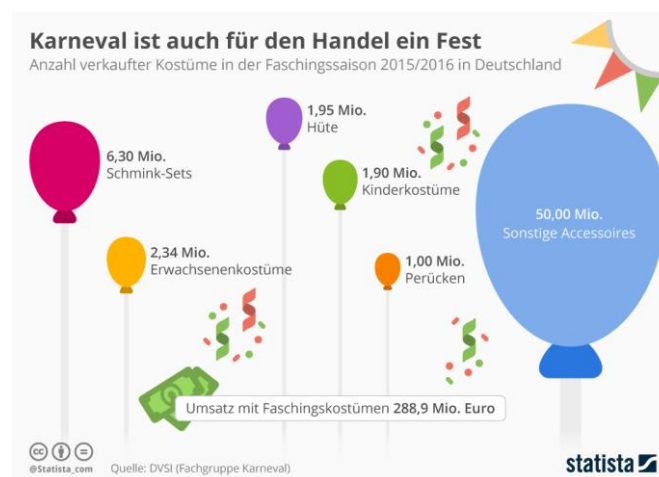 Karneval ist auch für den Handel ein Fest
Anzahl verkaufter Kostüme in der Faschingssaison 2015/2016 in Deutschland
6,30 Mio.
Schmink-Sets
2,34 Mio.
Erwachsenenkostüme
1,95 Mio.
Hüte
1,90 Mio.
Kinderkostüme
1,00 Mio.
Perücken
50,00 Mio.
Sonstige Accessoires
Umsatz mit Faschingskostümen 288,9 Mio. Euro
cc
@Statista_com
Quelle: DVSI (Fachgruppe Karneval)
statista